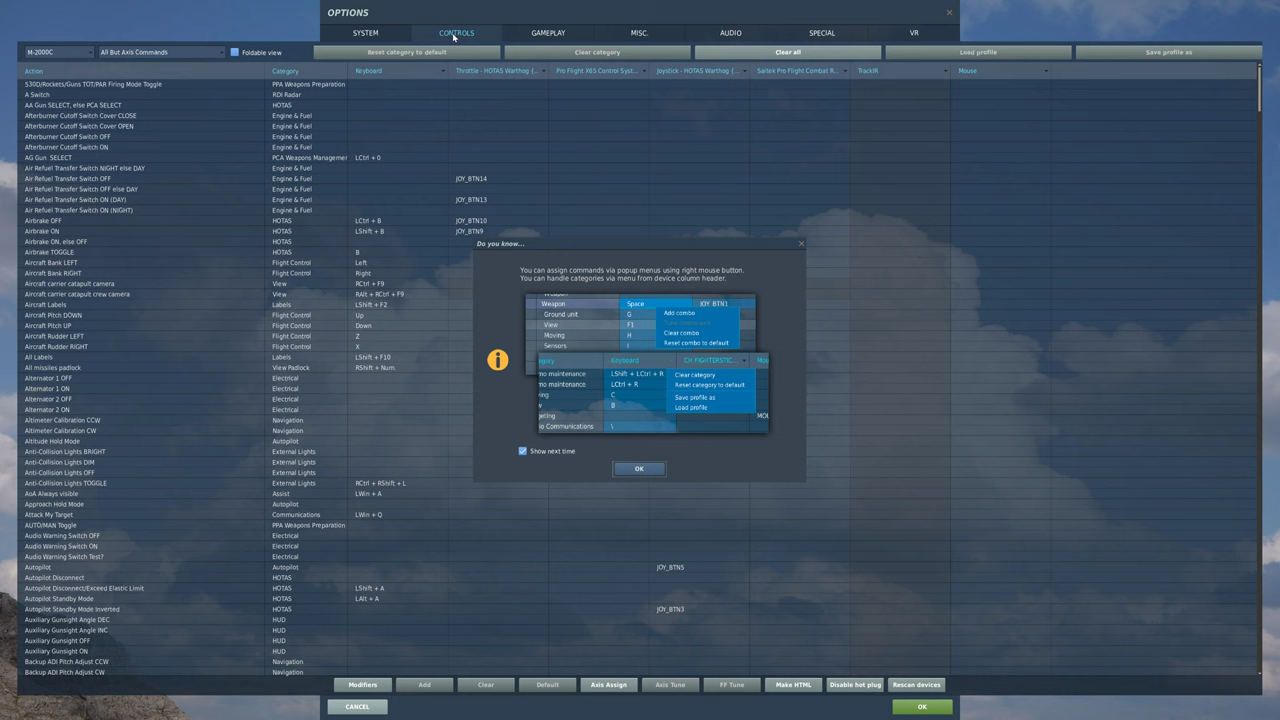 OPTIONS
SYSTEM CONTROLS GAMEPLAY MISC. AUDIO SPECIAL VR
M-2000C All But Axis Commands Foldable view Reset category to default Clear category Clear all Load profile Save profile as
Action Category Keyboard Throttle - HOTAS Warthog {... Pro Flight X65 Control Syst... Joystick - HOTAS Warthog {... Saitek Pro Flight Combat R... TrackIR Mouse
530D/Rockets/Guns TOT/PAR Firing Mode Toggle PPA Weapons Preparation
A Switch RDI Radar
AA Gun SELECT, else PCA SELECT HOTAS
Afterburner Cutoff Switch Cover CLOSE Engine & Fuel
Afterburner Cutoff Switch Cover OPEN Engine & Fuel
Afterburner Cutoff Switch OFF Engine & Fuel
Afterburner Cutoff Switch ON Engine & Fuel
AG Gun SELECT PCA Weapons Managemer LCtrl + 0
Air Refuel Transfer Switch NIGHT else DAY Engine & Fuel
Air Refuel Transfer Switch OFF Engine & Fuel JOY_BTN14
Air Refuel Transfer Switch OFF else DAY Engine & Fuel
Air Refuel Transfer Switch ON (DAY) Engine & Fuel JOY_BTN13
Air Refuel Transfer Switch ON (NIGHT) Engine & Fuel
Airbrake OFF HOTAS LCtrl + B JOY_BTN10
Airbrake ON HOTAS LShift + B JOY_BTN9
Airbrake ON, else OFF HOTAS
Airbrake TOGGLE HOTAS B
Aircraft Bank LEFT Flight Control Left
Aircraft Bank RIGHT Flight Control Right
Aircraft carrier catapult camera View RCtrl + F9
Aircraft carrier catapult crew camera View RAlt + RCtrl + F9
Aircraft Labels Labels LShift + F2
Aircraft Pitch DOWN Flight Control Up
Aircraft Pitch UP Flight Control Down
Aircraft Rudder LEFT Flight Control Z
Aircraft Rudder RIGHT Flight Control X
All Labels Labels LShift + F10
All missiles padlock View Padlock RShift + Num.
Alternator 1 OFF Electrical
Alternator 1 ON Electrical
Alternator 2 OFF Electrical
Alternator 2 ON Electrical
Altimeter Calibration CCW Navigation
Altimeter Calibration CW Navigation
Altitude Hold Mode Autopilot
Anti-Collision Lights BRIGHT External Lights
Anti-Collision Lights DIM External Lights
Anti-Collision Lights OFF External Lights
Anti-Collision Lights TOGGLE External Lights RCtrl + RShift + L
AoA Always visible Assist LWin + A
Approach Hold Mode Autopilot
Attack My Target Communications LWin + Q
AUTO/MAN Toggle PPA Weapons Preparation
Audio Warning Switch OFF Electrical
Audio Warning Switch ON Electrical
Audio Warning Switch Test? Electrical
Autopilot Autopilot JOY_BTN5
Autopilot Disconnect HOTAS
Autopilot Disconnect/Exceed Elastic Limit HOTAS LShift + A
Autopilot Standby Mode HOTAS LAlt + A
Autopilot Standby Mode Inverted HOTAS JOY_BTN3
Auxiliary Gunsight Angle DEC HUD
Auxiliary Gunsight Angle INC HUD
Auxiliary Gunsight OFF HUD
Auxiliary Gunsight ON HUD
Backup ADI Pitch Adjust CCW Navigation
Backup ADI Pitch Adjust CW Navigation
Do you know...
You can assign commands via popup menus using right mouse button.
You can handle categories via menu from device column header.
Weapon Space JOY_BTN1
Ground unit G Add combo
View F1
Moving H Clear combo
Sensors I Reset combo to default
egory Keyboard CH FIGHTERSTIC... Mou
mo maintenance LShift + LCtrl + R Clear category
mo maintenance LCtrl + R Reset category to default
ing C Save profile as
w B Load profile
geting MO
io Communications \
Show next time
OK
Modifiers Add Clear Default Axis Assign Axis Tune FF Tune Make HTML Disable hot plug Rescan devices
CANCEL OK